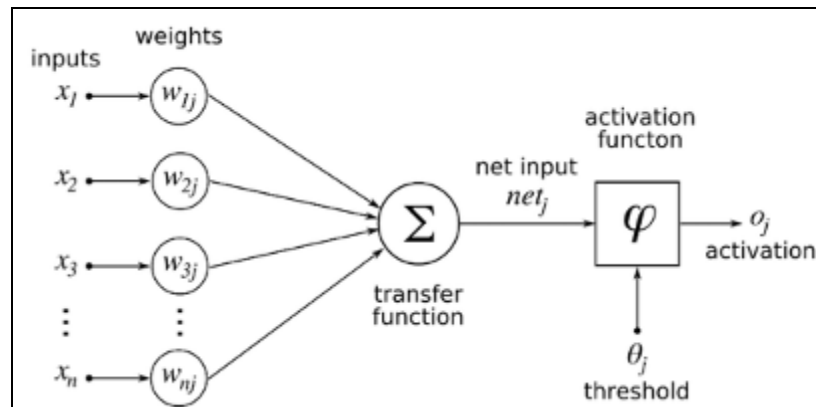 weights
inputs
x1
w1j
activation
functon
x2
w2j
net input
netj
Σ
φ
oj
activation
x3
w3j
transfer
function
⋮
⋮
θj
threshold
xn
wnj